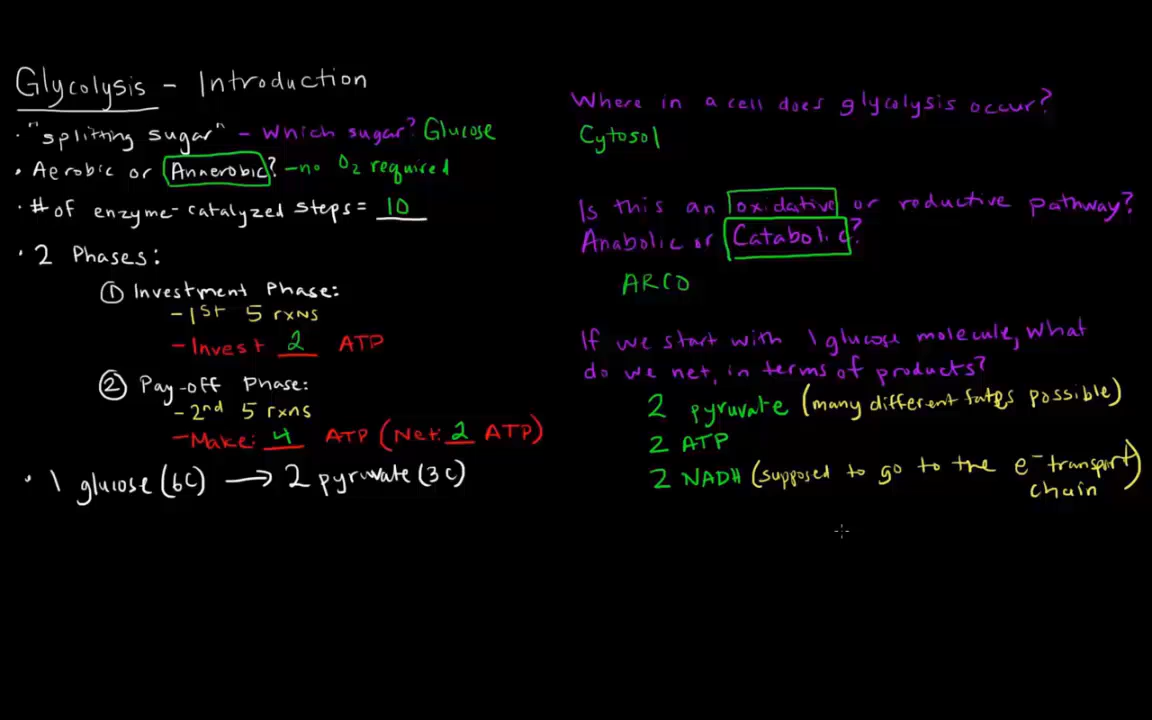 Glycolysis - Introduction
· "splitting sugar" - Which sugar? Glucose
· Aerobic or Anaerobic? - no O2 required
· # of enzyme-catalyzed steps = 10
· 2 Phases:
① Investment Phase:
- 1st 5 rxns
- Invest 2 ATP
② Pay-off Phase:
- 2nd 5 rxns
- Make: 4 ATP (Net: 2 ATP)
· 1 glucose (6C) → 2 pyruvate (3C)
Where in a cell does glycolysis occur?
Cytosol
Is this an oxidative or reductive pathway?
Anabolic or Catabolic?
ARCO
If we start with 1 glucose molecule, what
do we net, in terms of products?
2 pyruvate (many different fates possible)
2 ATP
2 NADH (supposed to go to the e⁻ transport
chain)